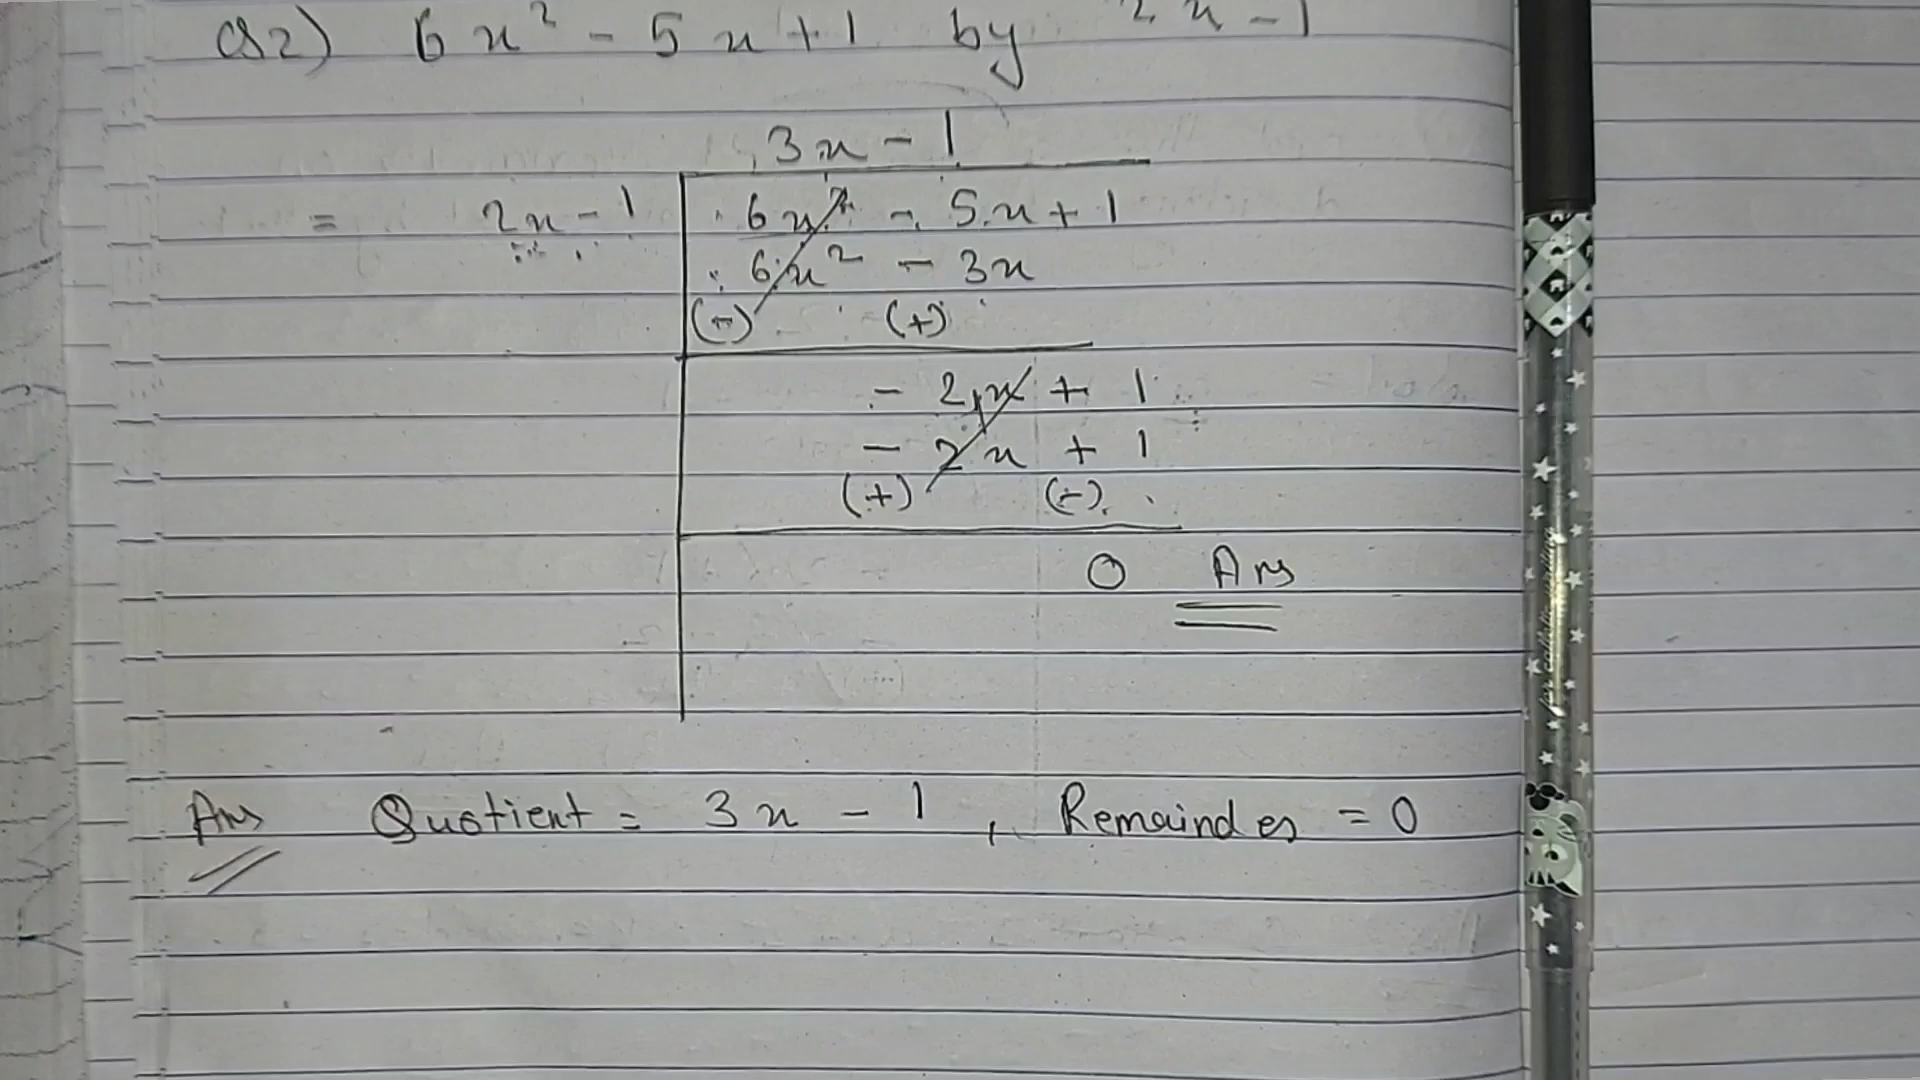 Q2) 6x² - 5x + 1 by 2x - 1
3x - 1
= 2x - 1 6x² - 5x + 1
6x² - 3x
(-) (+)
- 2x + 1
- 2x + 1
(+) (-)
0 Ans
Ans Quotient = 3x - 1, Remainder = 0